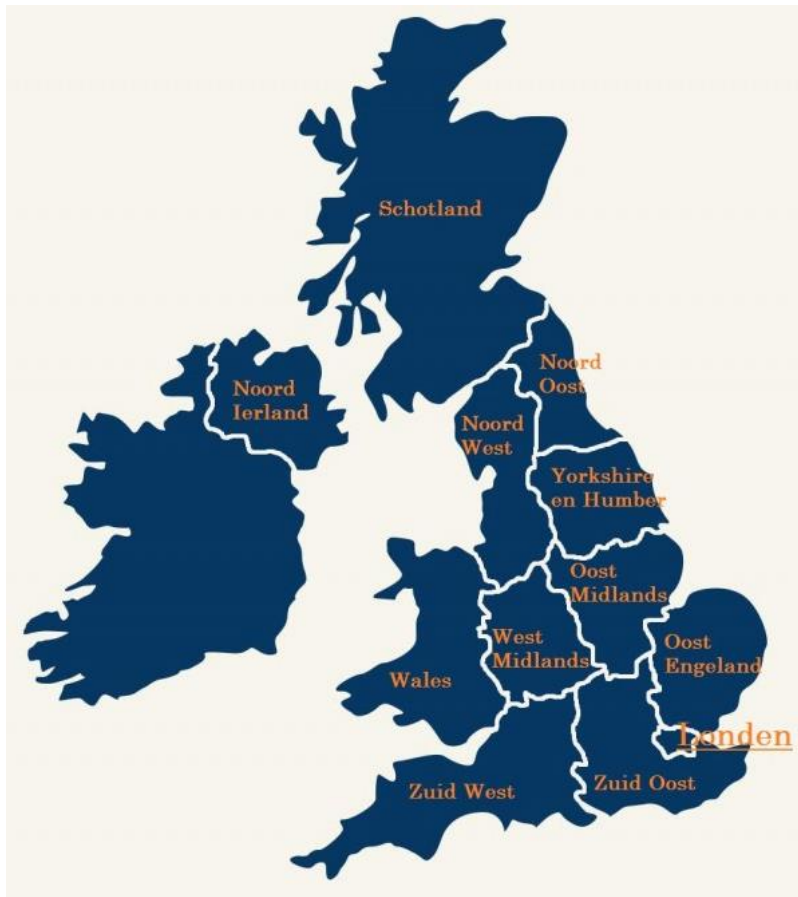 Schotland
Noord
Oost
Noord
Ierland
Noord
West
Yorkshire
en Humber
Oost
Midlands
West
Midlands
Oost
Engeland
Wales
Londen
Zuid West
Zuid Oost